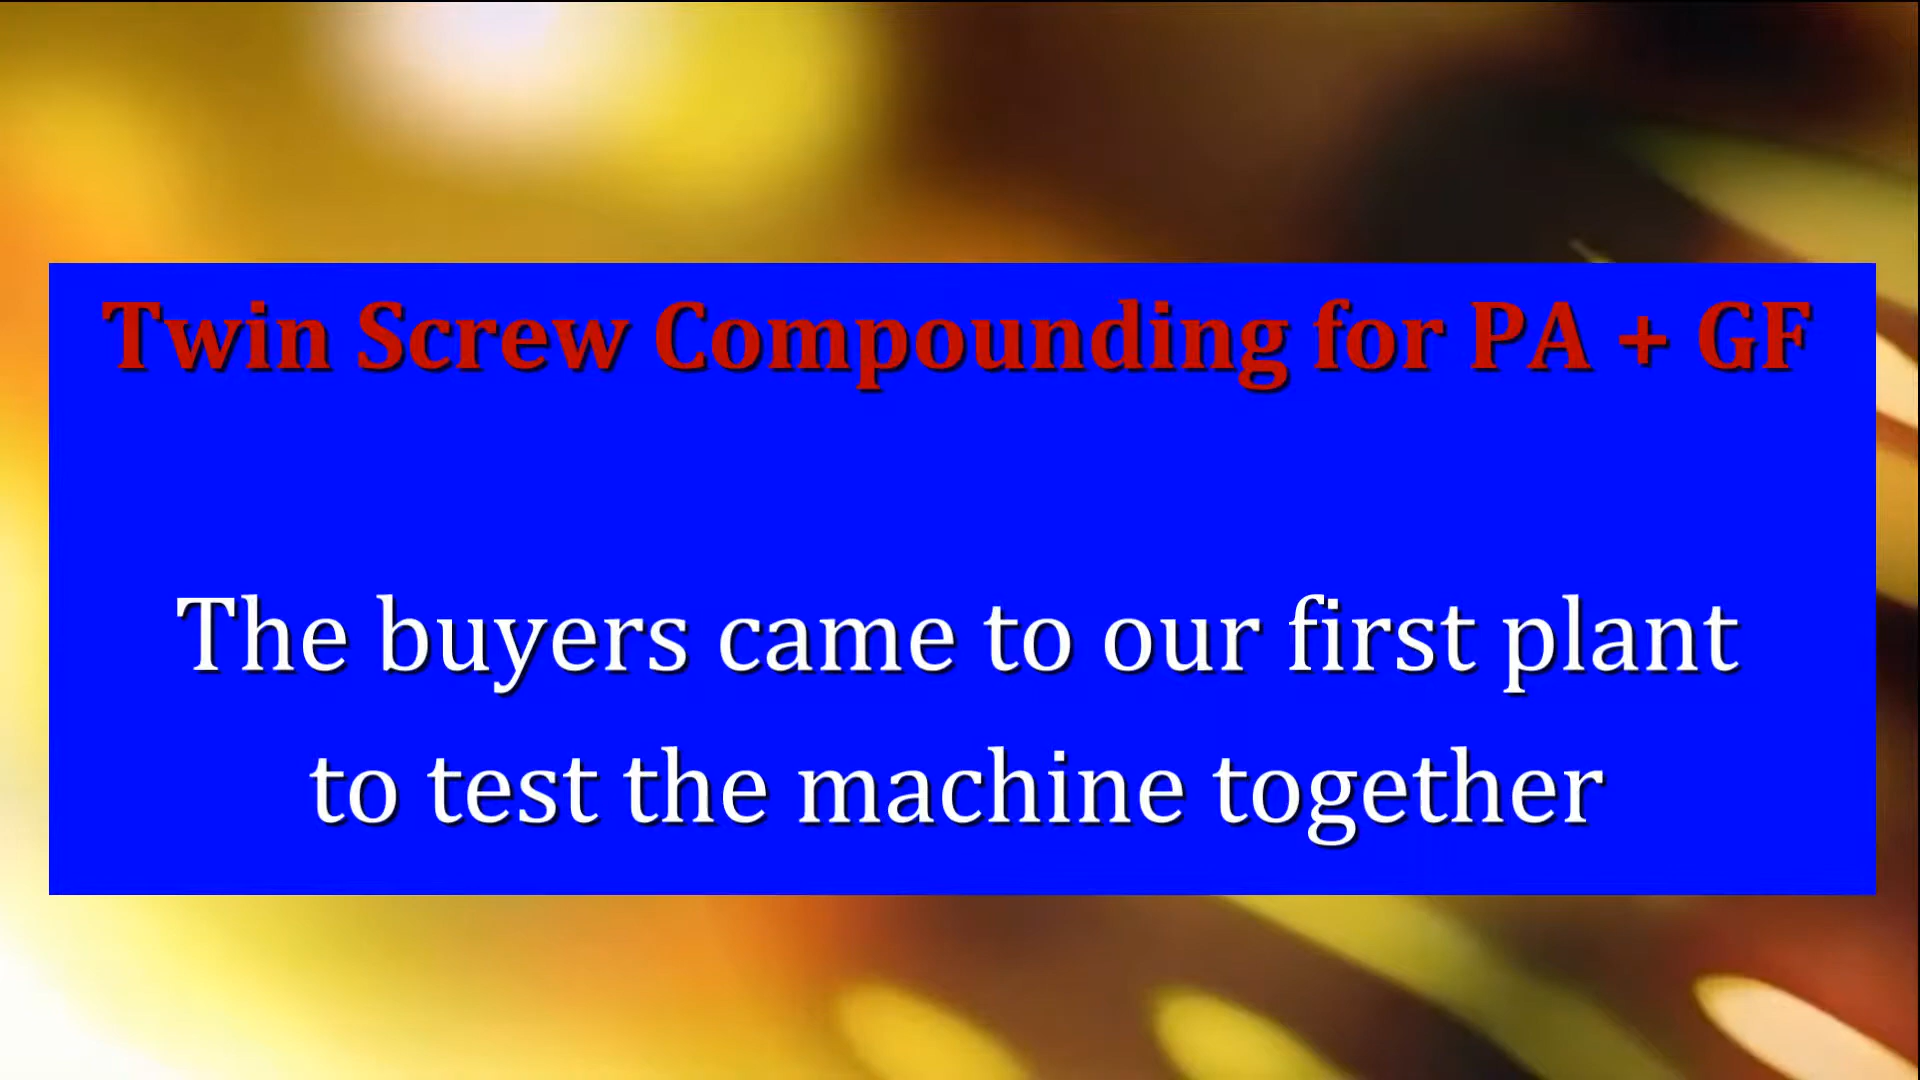 Twin Screw Compounding for PA + GF
The buyers came to our first plant
to test the machine together